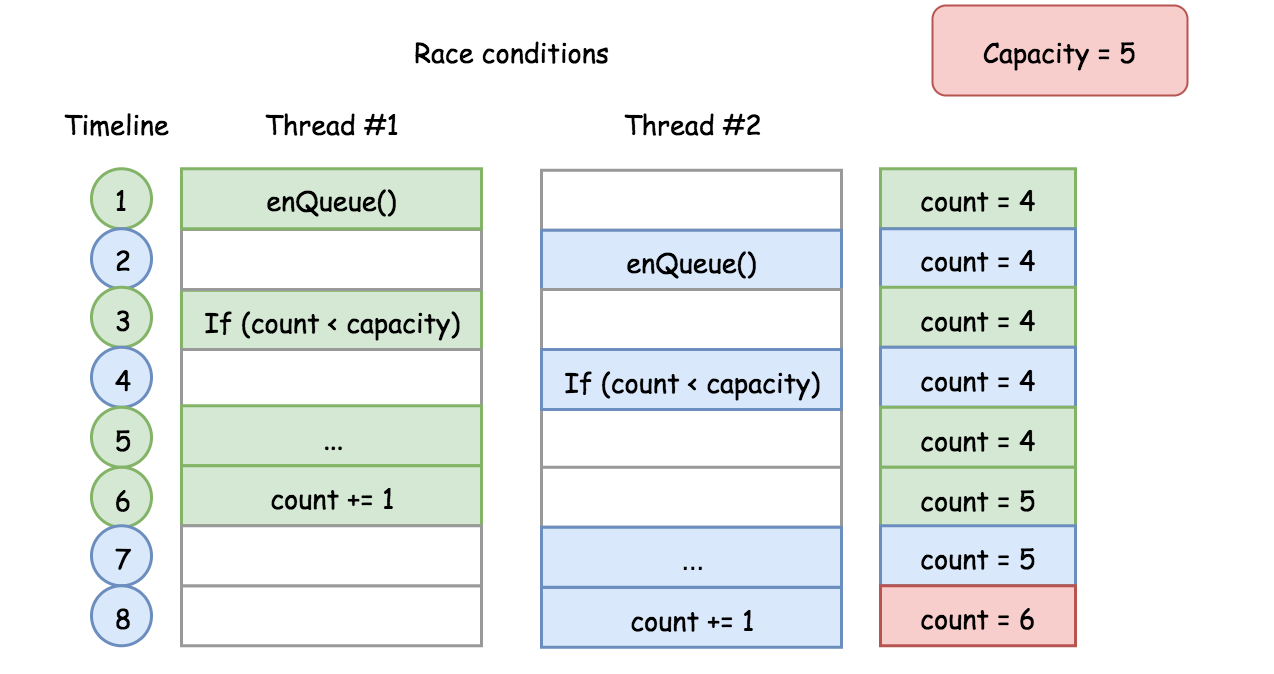 Race conditions
Capacity = 5
Timeline Thread #1 Thread #2
1 enQueue() count = 4
2 enQueue() count = 4
3 If (count < capacity) count = 4
4 If (count < capacity) count = 4
5 ... count = 4
6 count += 1 count = 5
7 ... count = 5
8 count += 1 count = 6